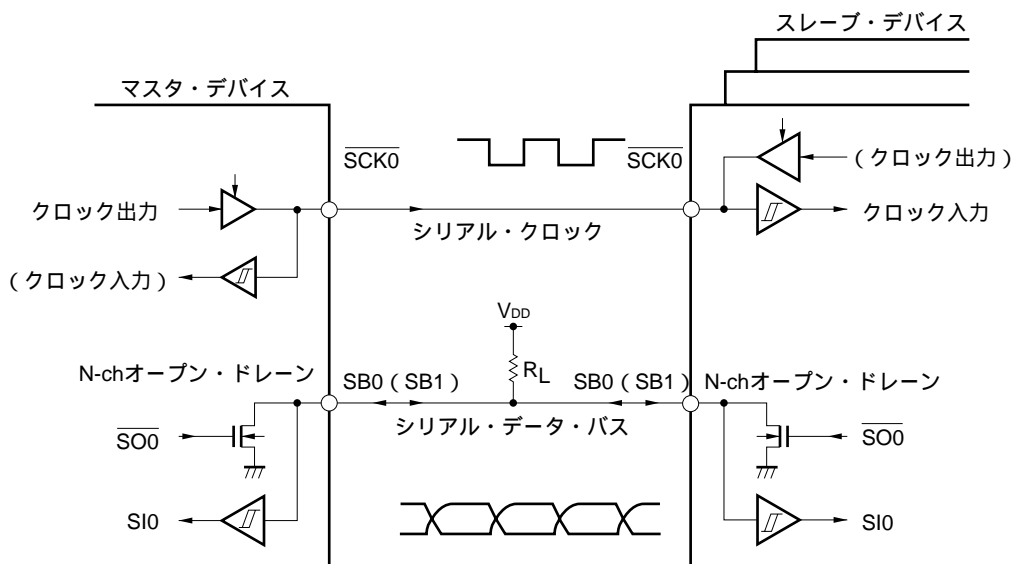 スレーブ・デバイス
マスタ・デバイス
SCK0
SCK0
(クロック出力)
クロック出力
シリアル・クロック
クロック入力
(クロック入力)
VDD
RL
N-chオープン・ドレーン
SB0(SB1)
SB0(SB1)
N-chオープン・ドレーン
シリアル・データ・バス
SO0
SO0
SI0
SI0